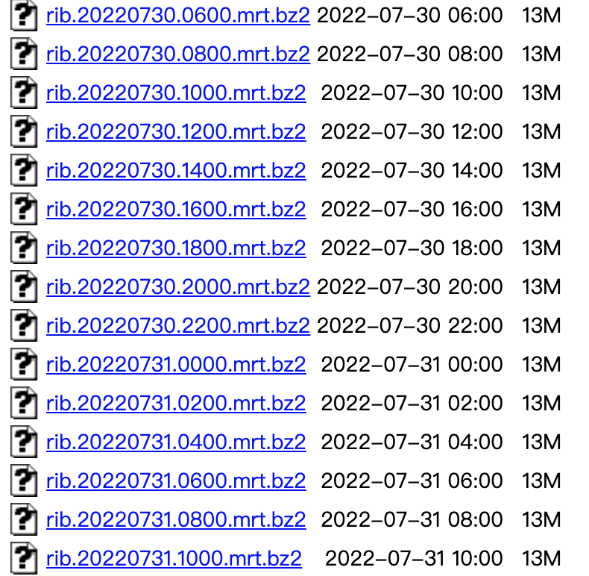 rib.20220730.0600.mrt.bz2 2022-07-30 06:00 13M
rib.20220730.0800.mrt.bz2 2022-07-30 08:00 13M
rib.20220730.1000.mrt.bz2 2022-07-30 10:00 13M
rib.20220730.1200.mrt.bz2 2022-07-30 12:00 13M
rib.20220730.1400.mrt.bz2 2022-07-30 14:00 13M
rib.20220730.1600.mrt.bz2 2022-07-30 16:00 13M
rib.20220730.1800.mrt.bz2 2022-07-30 18:00 13M
rib.20220730.2000.mrt.bz2 2022-07-30 20:00 13M
rib.20220730.2200.mrt.bz2 2022-07-30 22:00 13M
rib.20220731.0000.mrt.bz2 2022-07-31 00:00 13M
rib.20220731.0200.mrt.bz2 2022-07-31 02:00 13M
rib.20220731.0400.mrt.bz2 2022-07-31 04:00 13M
rib.20220731.0600.mrt.bz2 2022-07-31 06:00 13M
rib.20220731.0800.mrt.bz2 2022-07-31 08:00 13M
rib.20220731.1000.mrt.bz2 2022-07-31 10:00 13M